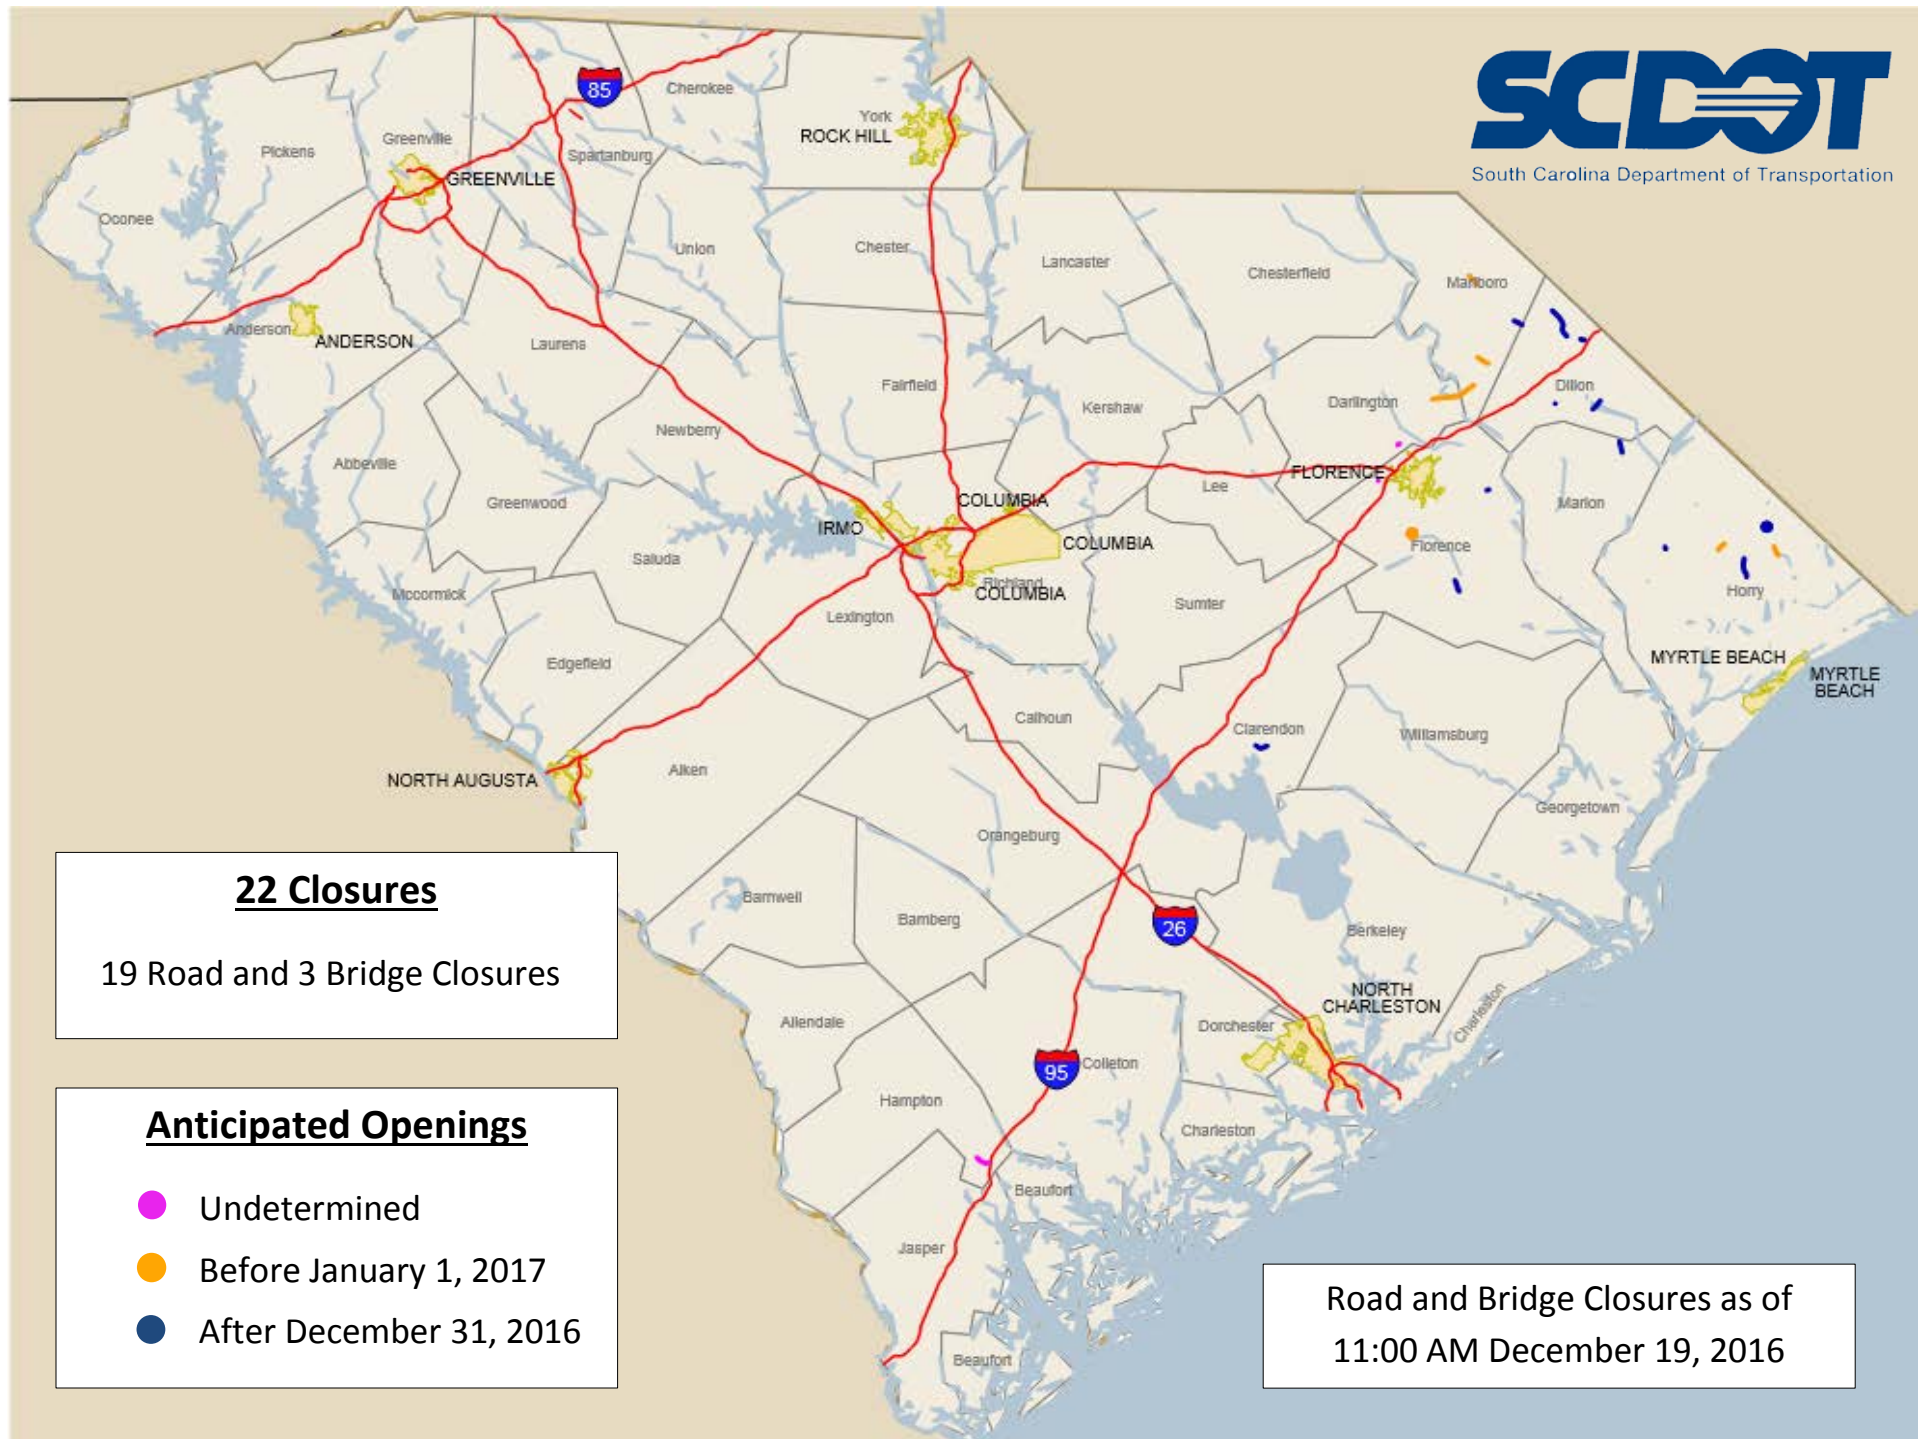 SCDOT
South Carolina Department of Transportation
85
Cherokee
York
ROCK HILL
Greenville
Pickens
Spartanburg
GREENVILLE
Oconee
Union
Chester
Lancaster
Chesterfield
Marlboro
Anderson
ANDERSON
Laurens
Fairfield
Kershaw
Darlington
Dillon
Newberry
Abbeville
Greenwood
COLUMBIA
Lee
FLORENCE
Marion
IRMO
COLUMBIA
Florence
Saluda
Richland
COLUMBIA
Mccormick
Lexington
Sumter
Horry
Edgefield
MYRTLE BEACH
MYRTLE
BEACH
Calhoun
Clarendon
Williamsburg
NORTH AUGUSTA
Aiken
Georgetown
Orangeburg
22 Closures
19 Road and 3 Bridge Closures
Barnwell
Bamberg
26
Berkeley
NORTH
CHARLESTON
Charleston
Allendale
Dorchester
95
Colleton
Hampton
Charleston
Beaufort
Jasper
Beaufort
Anticipated Openings
Undetermined
Before January 1, 2017
After December 31, 2016
Road and Bridge Closures as of
11:00 AM December 19, 2016